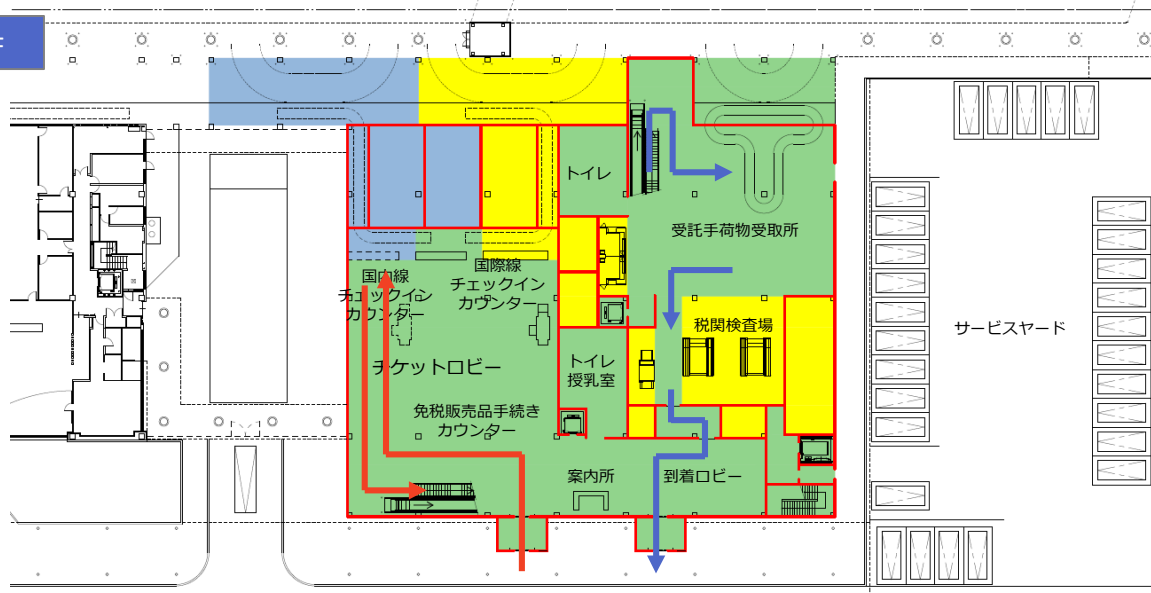 トイレ
受託手荷物受取所
国内線
チェックイン
カウンター
国際線
チェックイン
カウンター
税関検査場
サービスヤード
チケットロビー
トイレ
授乳室
免税販売品手続き
カウンター
案内所
到着ロビー